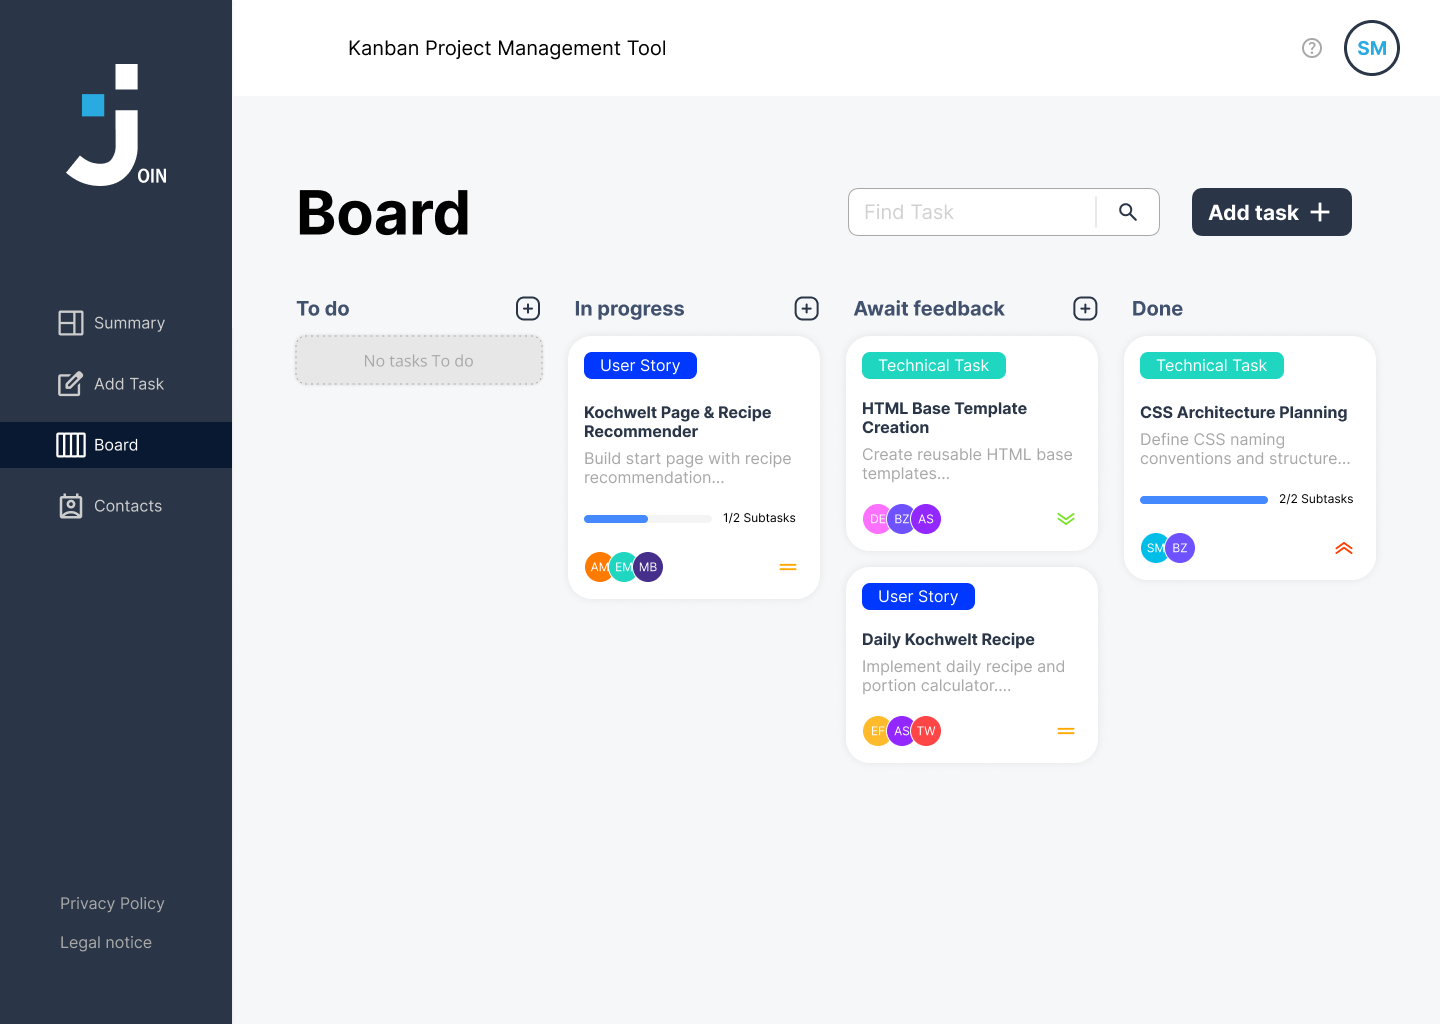 OIN
Summary
Add Task
Board
Contacts
Privacy Policy
Legal notice
Kanban Project Management Tool
SM
Board
Find Task
Add task
To do
No tasks To do
In progress
User Story
Kochwelt Page & Recipe
Recommender
Build start page with recipe
recommendation...
1/2 Subtasks
AM EM MB
Await feedback
Technical Task
HTML Base Template
Creation
Create reusable HTML base
templates...
DE BZ AS
User Story
Daily Kochwelt Recipe
Implement daily recipe and
portion calculator....
EF AS TW
Done
Technical Task
CSS Architecture Planning
Define CSS naming
conventions and structure...
2/2 Subtasks
SM BZ